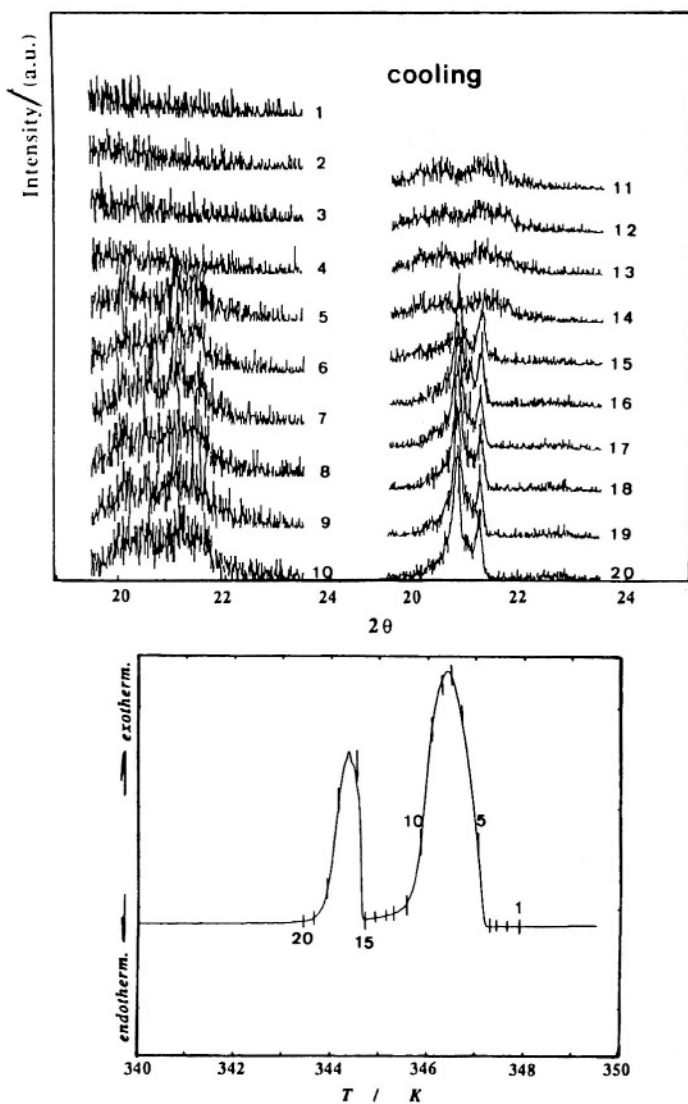 Intensity/(a.u.)
cooling
1
2
3
4
5
6
7
8
9
10
11
12
13
14
15
16
17
18
19
20
20 22 24 20 22 24
2θ
exotherm.
endotherm.
10 5
1
20 15
340 342 344 346 348 350
T / K